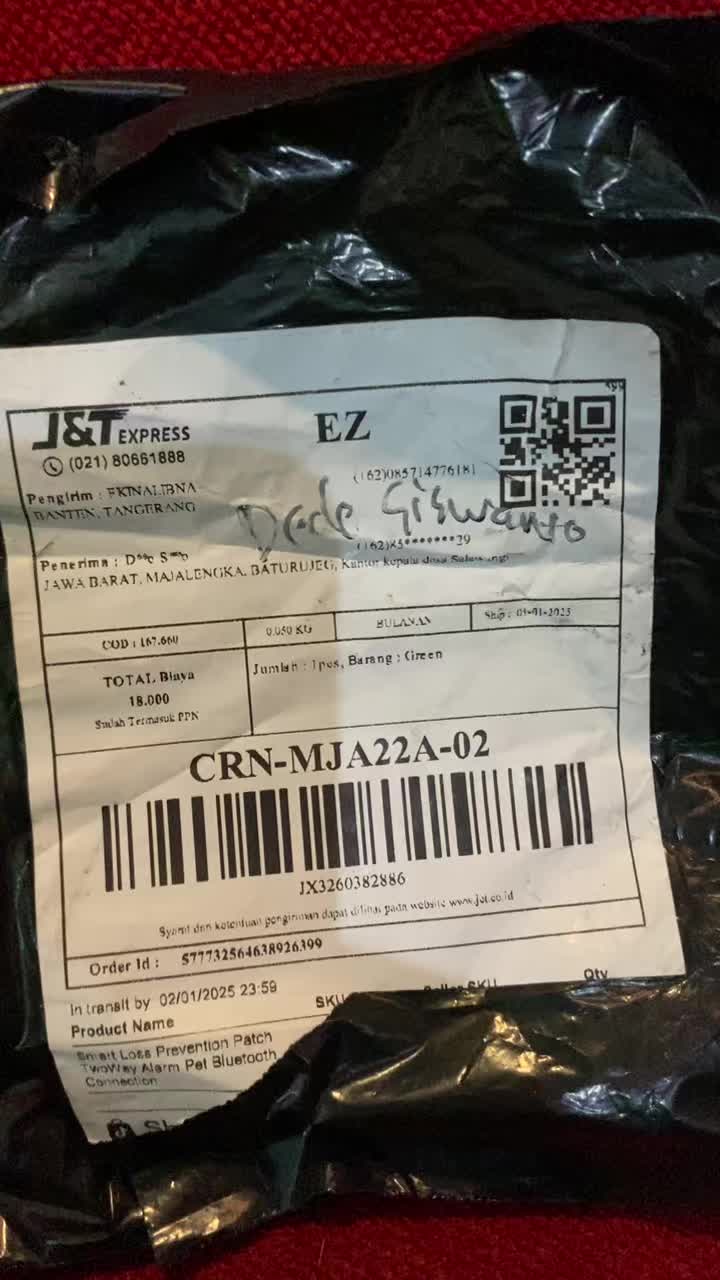 J&T EXPRESS
EZ
(021) 80661888
(+62)085714776181
Pengirim : FKINALIBNA
BANTEN, TANGERANG
Dede Siswanto
(+62)85*******39
Penerima : D**e S**o
JAWA BARAT, MAJALENGKA, BATURUJEG, Kantor kepala desa
COD : 167.660
0.050 KG
BULANAN
Ship : 01-01-2025
TOTAL Biaya
18.000
Sudah Termasuk PPN
Jumlah : 1pcs, Barang : Green
CRN-MJA22A-02
JX3260382886
Syarat dan ketentuan pengiriman dapat dilihat pada website www.jet.co.id
Order Id : 577732564638926399
In transit by 02/01/2025 23:59
Product Name
SKU
Seller SKU
Qty
Smart Loss Prevention Patch
TwoWay Alarm Pet Bluetooth
Connection